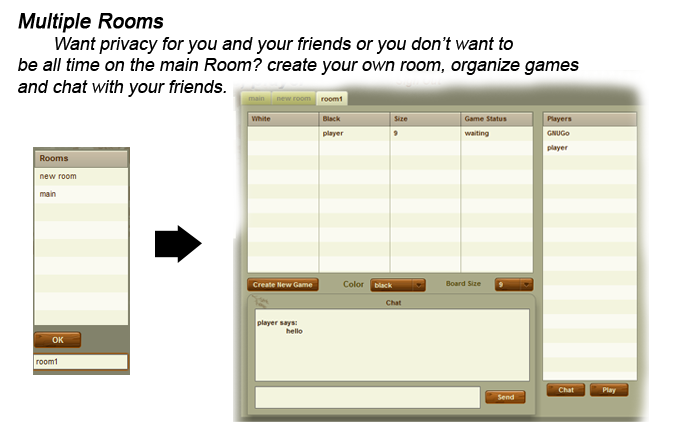 Multiple Rooms
Want privacy for you and your friends or you don't want to
be all time on the main Room? create your own room, organize games
and chat with your friends.
Rooms
new room
main
OK
room1
main new room room1
White Black Size Game Status
player 9 waiting
Players
GNUGo
player
Create New Game Color black Board Size 9
Chat
player says:
hello
Send
Chat Play